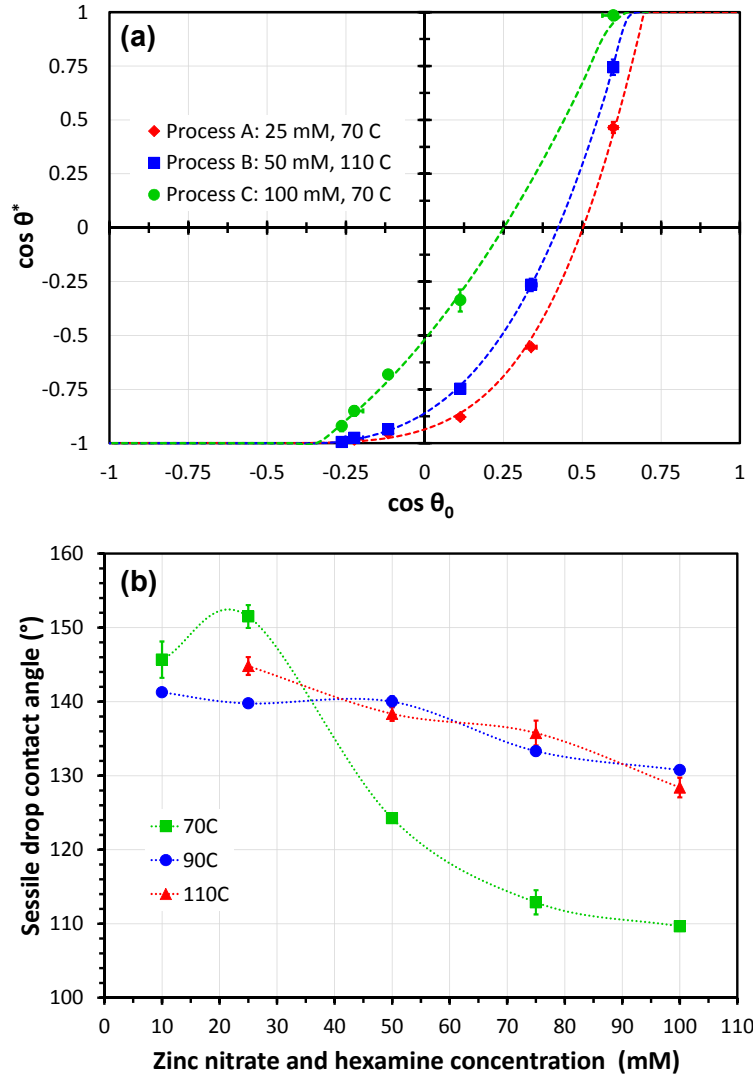 (a)
1
0.75
0.5
0.25
0
-0.25
-0.5
-0.75
-1
cos θ*
Process A: 25 mM, 70 C
Process B: 50 mM, 110 C
Process C: 100 mM, 70 C
-1 -0.75 -0.5 -0.25 0 0.25 0.5 0.75 1
cos θ₀
(b)
160
150
140
130
120
110
100
Sessile drop contact angle (°)
70C
90C
110C
0 10 20 30 40 50 60 70 80 90 100 110
Zinc nitrate and hexamine concentration (mM)